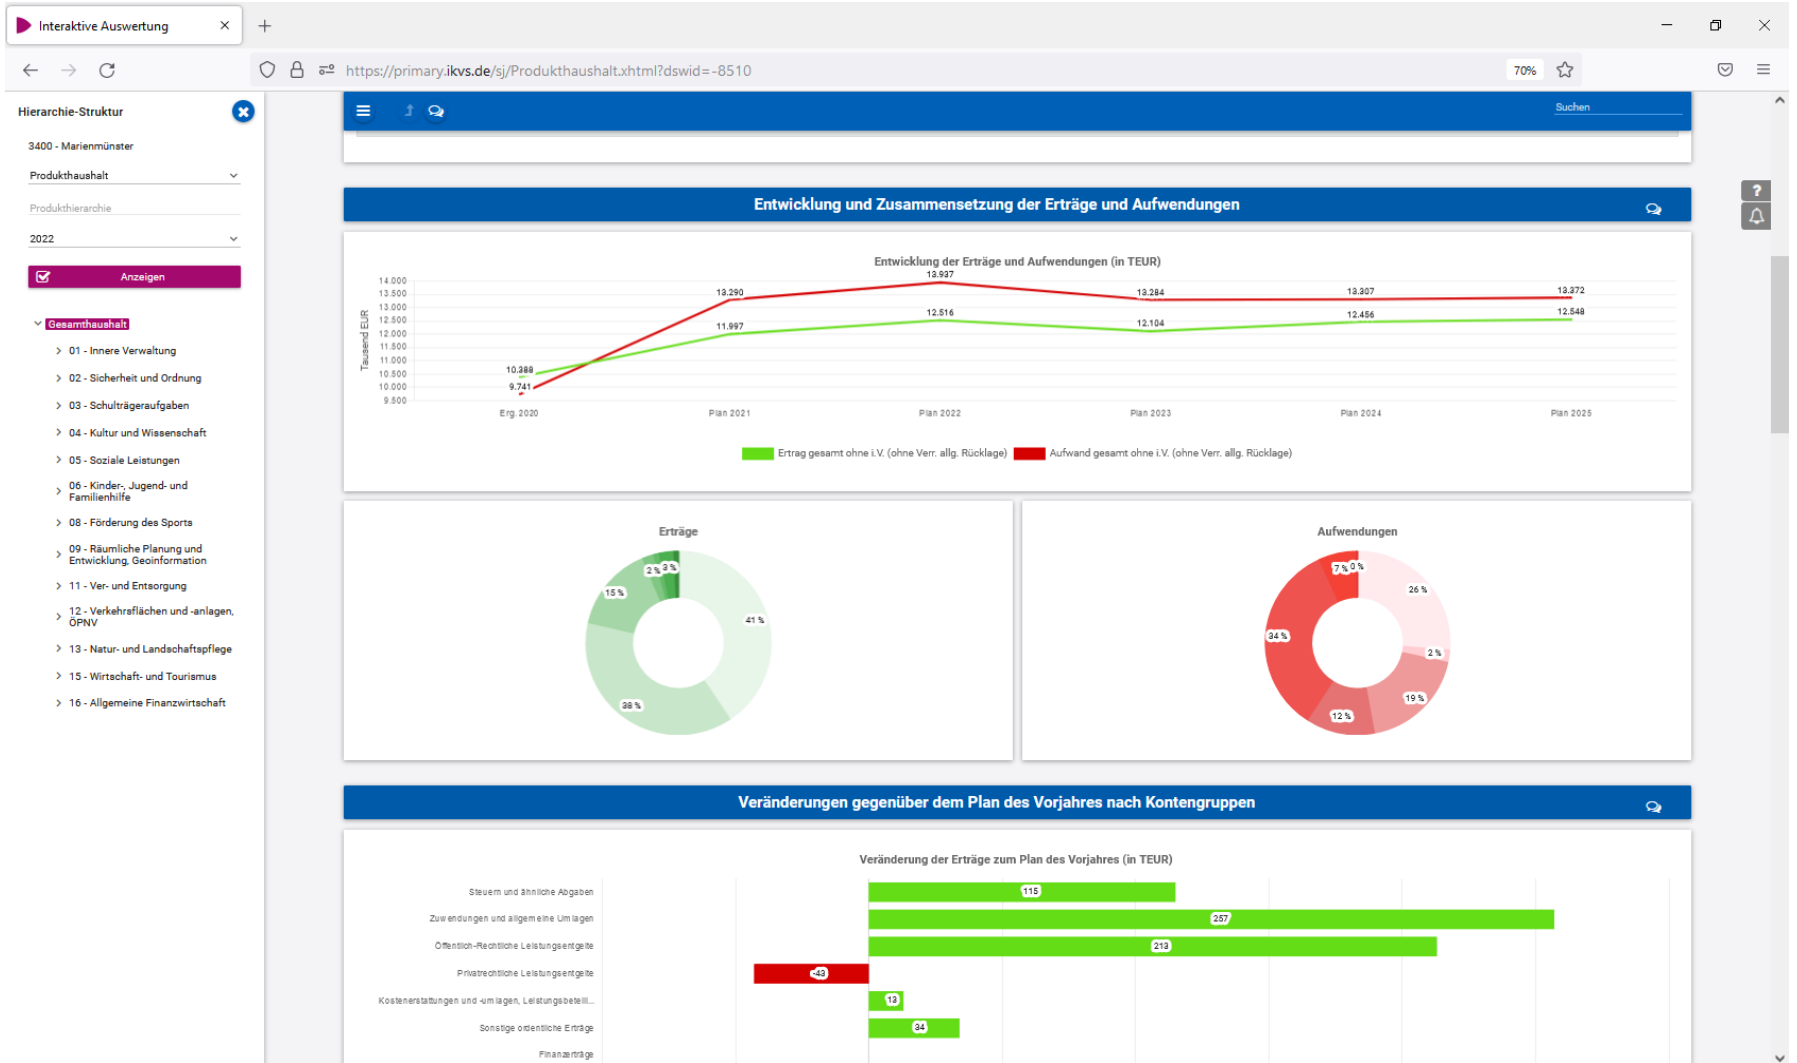 Interaktive Auswertung
https://primary.ikvs.de/sj/Produkthaushalt.xhtml?dswid=-8510
70%
Hierarchie-Struktur
3400 - Marienmünster
Produkthaushalt
Produkthierarchie
2022
Anzeigen
Gesamthaushalt
01 - Innere Verwaltung
02 - Sicherheit und Ordnung
03 - Schulträgeraufgaben
04 - Kultur und Wissenschaft
05 - Soziale Leistungen
06 - Kinder-, Jugend- und
Familienhilfe
08 - Förderung des Sports
09 - Räumliche Planung und
Entwicklung, Geoinformation
11 - Ver- und Entsorgung
12 - Verkehrsflächen und -anlagen,
ÖPNV
13 - Natur- und Landschaftspflege
15 - Wirtschaft- und Tourismus
16 - Allgemeine Finanzwirtschaft
Suchen
?
Entwicklung und Zusammensetzung der Erträge und Aufwendungen
Entwicklung der Erträge und Aufwendungen (in TEUR)
Tausend EUR
14.000
13.500
13.000
12.500
12.000
11.500
11.000
10.500
10.000
9.500
10.388
9.741
13.290
11.997
13.937
12.516
13.284
12.104
13.307
12.456
13.372
12.548
Erg. 2020
Plan 2021
Plan 2022
Plan 2023
Plan 2024
Plan 2025
Ertrag gesamt ohne i.V. (ohne Verr. allg. Rücklage)
Aufwand gesamt ohne i.V. (ohne Verr. allg. Rücklage)
Erträge
2 %
3 %
15 %
41 %
38 %
Aufwendungen
7 %
0 %
26 %
34 %
2 %
19 %
12 %
Veränderungen gegenüber dem Plan des Vorjahres nach Kontengruppen
Veränderung der Erträge zum Plan des Vorjahres (in TEUR)
Steuern und ähnliche Abgaben
115
Zuwendungen und allgemeine Umlagen
257
Öffentlich-Rechtliche Leistungsentgelte
213
Privatrechtliche Leistungsentgelte
-43
Kostenerstattungen und -umlagen, Leistungsbeteili...
13
Sonstige ordentliche Erträge
34
Finanzerträge